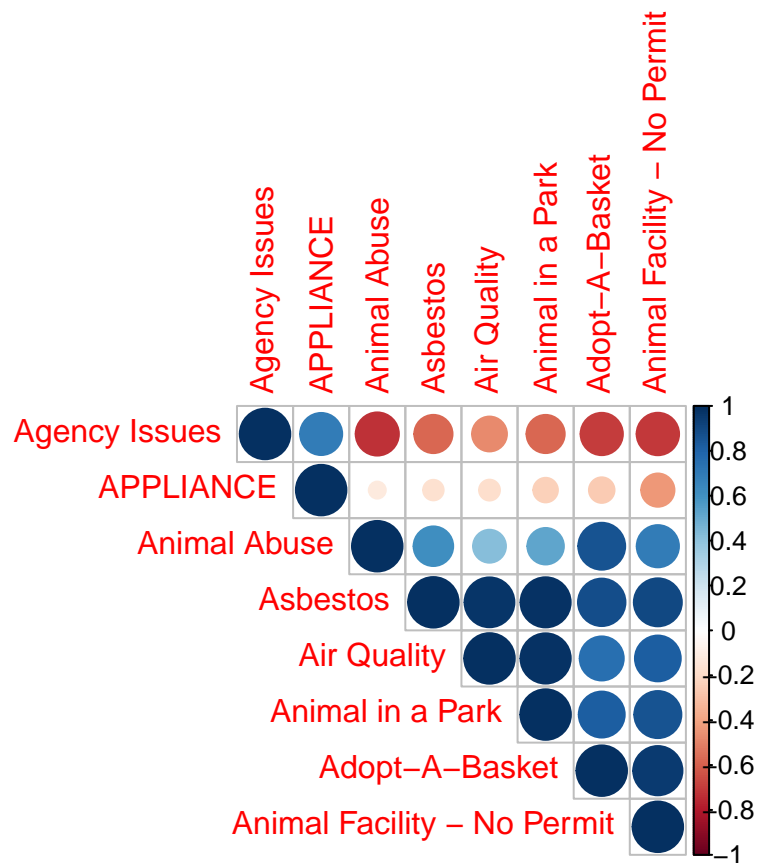 Agency Issues
APPLIANCE
Animal Abuse
Asbestos
Air Quality
Animal in a Park
Adopt−A−Basket
Animal Facility − No Permit
Agency Issues
APPLIANCE
Animal Abuse
Asbestos
Air Quality
Animal in a Park
Adopt−A−Basket
Animal Facility − No Permit
1
0.8
0.6
0.4
0.2
0
−0.2
−0.4
−0.6
−0.8
−1